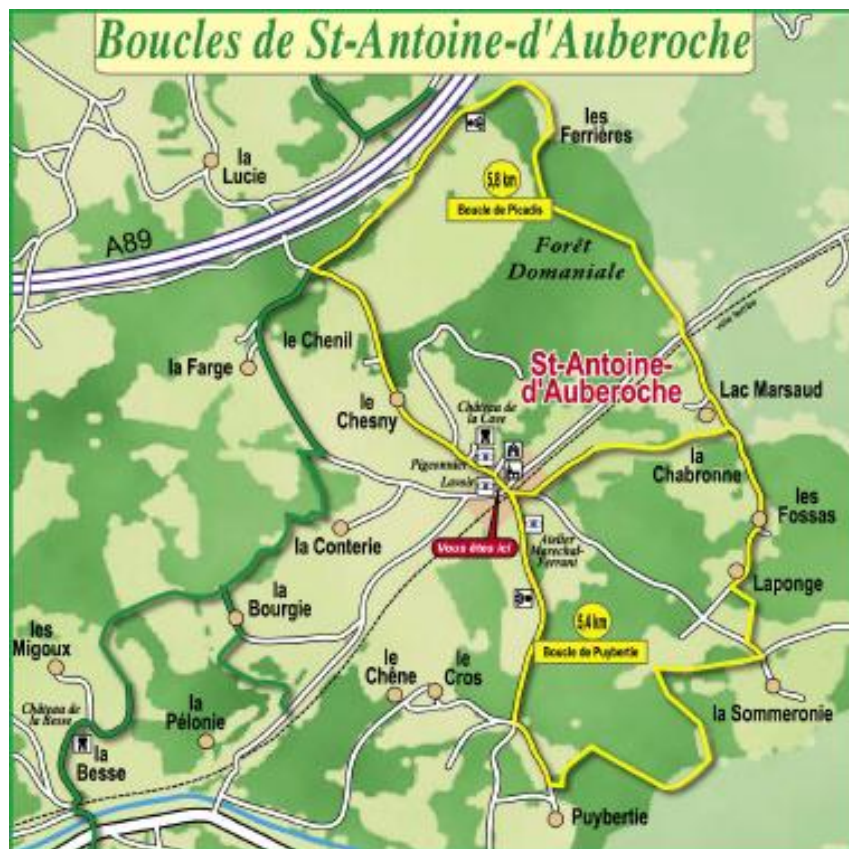 Boucles de St-Antoine-d'Auberoche
les
Ferrières
la
Lucie
5,8 km
Boucle de Picadis
A89
Forêt
Domaniale
voie ferrée
le Chenil
la Farge
St-Antoine-
d'Auberoche
Lac Marsaud
le
Chesny
Château de
la Cave
Pigeonnier
Lavoir
la
Chabronne
les
Fossas
la Conterie
Vous êtes ici
Atelier
Marechal-
Ferrant
Laponge
la
Bourgie
5,4 km
Boucle de Puybertie
les
Migoux
le
Chêne
le
Cros
la Sommeronie
Château de
la Besse
la
Pélonie
la
Besse
Puybertie